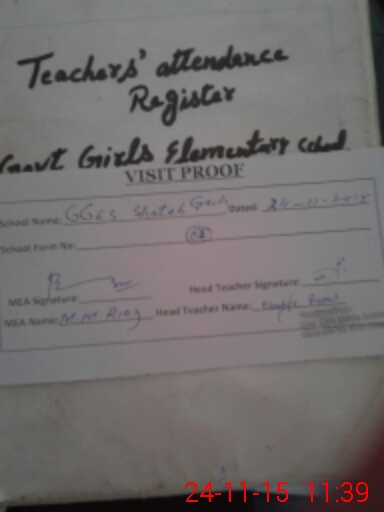 Teachers' attendance
Register
Govt Girls Elementary School
VISIT PROOF
School Name: GGES Dated: 24-11-2015
School Form No:
MEA Signature: Head Teacher Signature:
MEA Name: M.M Riaz Head Teacher Name:
24-11-15 11:39